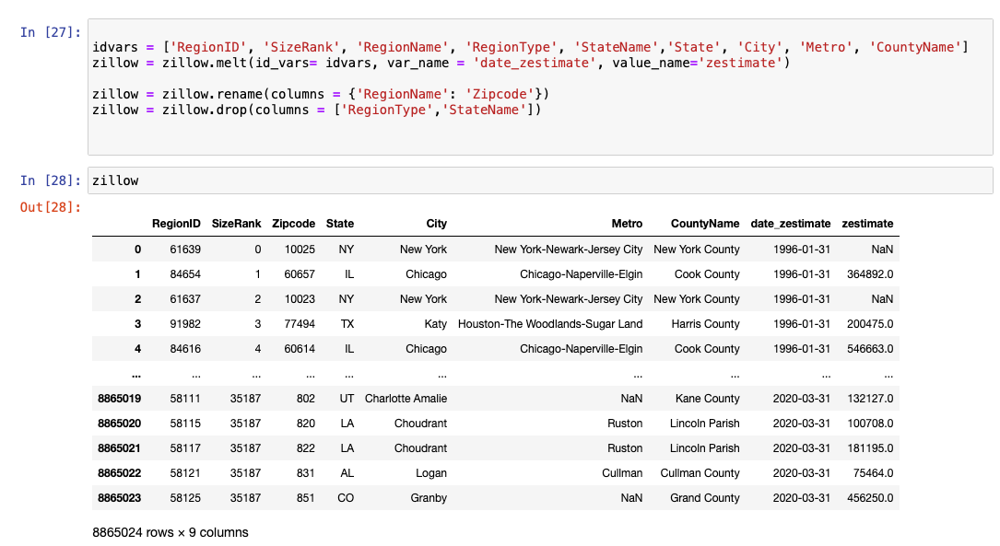 In [27]:
idvars = ['RegionID', 'SizeRank', 'RegionName', 'RegionType', 'StateName','State', 'City', 'Metro', 'CountyName']
zillow = zillow.melt(id_vars= idvars, var_name = 'date_zestimate', value_name='zestimate')
zillow = zillow.rename(columns = {'RegionName': 'Zipcode'})
zillow = zillow.drop(columns = ['RegionType','StateName'])
In [28]: zillow
Out[28]:
RegionID SizeRank Zipcode State City Metro CountyName date_zestimate zestimate
0 61639 0 10025 NY New York New York-Newark-Jersey City New York County 1996-01-31 NaN
1 84654 1 60657 IL Chicago Chicago-Naperville-Elgin Cook County 1996-01-31 364892.0
2 61637 2 10023 NY New York New York-Newark-Jersey City New York County 1996-01-31 NaN
3 91982 3 77494 TX Katy Houston-The Woodlands-Sugar Land Harris County 1996-01-31 200475.0
4 84616 4 60614 IL Chicago Chicago-Naperville-Elgin Cook County 1996-01-31 546663.0
... ... ... ... ... ... ... ... ... ...
8865019 58111 35187 802 UT Charlotte Amalie NaN Kane County 2020-03-31 132127.0
8865020 58115 35187 820 LA Choudrant Ruston Lincoln Parish 2020-03-31 100708.0
8865021 58117 35187 822 LA Choudrant Ruston Lincoln Parish 2020-03-31 181195.0
8865022 58121 35187 831 AL Logan Cullman Cullman County 2020-03-31 75464.0
8865023 58125 35187 851 CO Granby NaN Grand County 2020-03-31 456250.0
8865024 rows × 9 columns